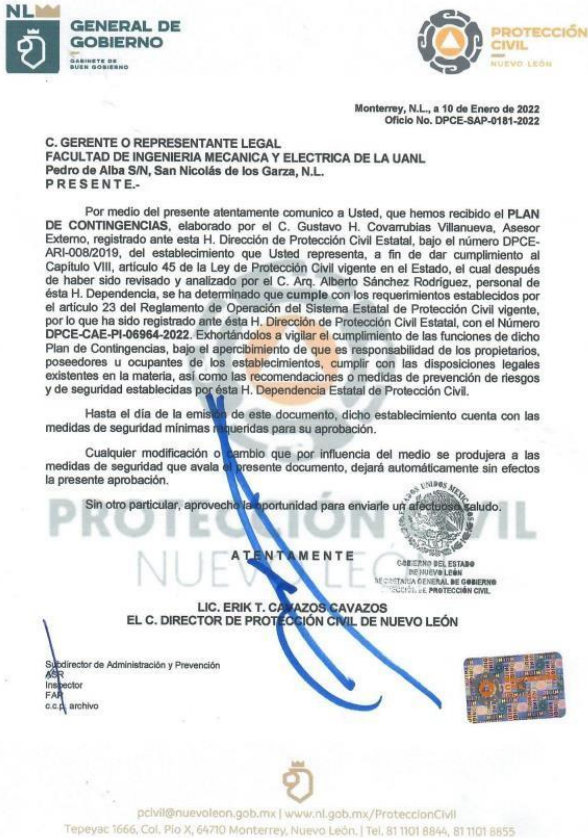 NL
GENERAL DE
GOBIERNO
GABINETE DE
BUEN GOBIERNO
PROTECCIÓN
CIVIL
NUEVO LEÓN
Monterrey, N.L., a 10 de Enero de 2022
Oficio No. DPCE-SAP-0181-2022
C. GERENTE O REPRESENTANTE LEGAL
FACULTAD DE INGENIERIA MECANICA Y ELECTRICA DE LA UANL
Pedro de Alba S/N, San Nicolás de los Garza, N.L.
P R E S E N T E.-
Por medio del presente atentamente comunico a Usted, que hemos recibido el PLAN
DE CONTINGENCIAS, elaborado por el C. Gustavo H. Covarrubias Villanueva, Asesor
Externo, registrado ante esta H. Dirección de Protección Civil Estatal, bajo el número DPCE-
ARI-008/2019, del establecimiento que Usted representa, a fin de dar cumplimiento al
Capítulo VIII, artículo 45 de la Ley de Protección Civil vigente en el Estado, el cual después
de haber sido revisado y analizado por el C. Arq. Alberto Sánchez Rodríguez, personal de
ésta H. Dependencia, se ha determinado que cumple con los requerimientos establecidos por
el artículo 23 del Reglamento de Operación del Sistema Estatal de Protección Civil vigente,
por lo que ha sido registrado ante ésta H. Dirección de Protección Civil Estatal, con el Número
DPCE-CAE-PI-06964-2022. Exhortándolos a vigilar el cumplimiento de las funciones de dicho
Plan de Contingencias, bajo el apercibimiento de que es responsabilidad de los propietarios,
poseedores u ocupantes de los establecimientos, cumplir con las disposiciones legales
existentes en la materia, así como las recomendaciones o medidas de prevención de riesgos
y de seguridad establecidas por ésta H. Dependencia Estatal de Protección Civil.
Hasta el día de la emisión de este documento, dicho establecimiento cuenta con las
medidas de seguridad mínimas requeridas para su aprobación.
Cualquier modificación o cambio que por influencia del medio se produjera a las
medidas de seguridad que avala el presente documento, dejará automáticamente sin efectos
la presente aprobación.
Sin otro particular, aprovecho la oportunidad para enviarle un afectuoso saludo.
PROTECCIÓN CIVIL
NUEVO LEÓN
ESTADOS UNIDOS MEXICANOS
A T E N T A M E N T E
GOBIERNO DEL ESTADO
DE NUEVO LEÓN
SECRETARIA GENERAL DE GOBIERNO
DIRECCIÓN DE PROTECCIÓN CIVIL
LIC. ERIK T. CAVAZOS CAVAZOS
EL C. DIRECTOR DE PROTECCIÓN CIVIL DE NUEVO LEÓN
Subdirector de Administración y Prevención
ASR
Inspector
FAP
c.c.p. archivo
pcivil@nuevoleon.gob.mx | www.nl.gob.mx/ProteccionCivil
Tepeyac 1666, Col. Pío X, 64710 Monterrey, Nuevo León. | Tel. 81 1101 8844, 81 1101 8855